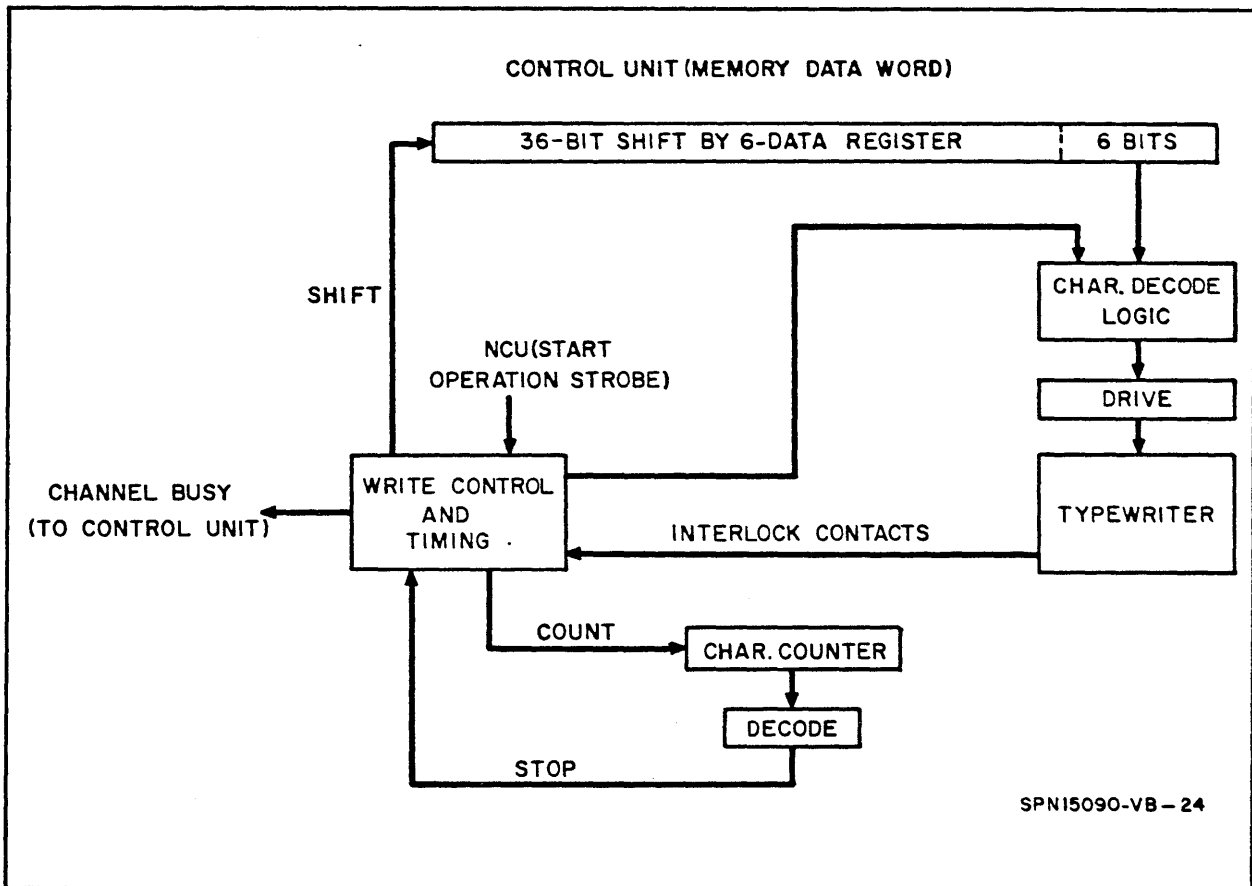 CONTROL UNIT (MEMORY DATA WORD)
36-BIT SHIFT BY 6-DATA REGISTER
6 BITS
SHIFT
CHAR. DECODE
LOGIC
NCU(START
OPERATION STROBE)
DRIVE
CHANNEL BUSY
(TO CONTROL UNIT)
WRITE CONTROL
AND
TIMING
TYPEWRITER
INTERLOCK CONTACTS
COUNT
CHAR. COUNTER
DECODE
STOP
SPN15090-VB-24